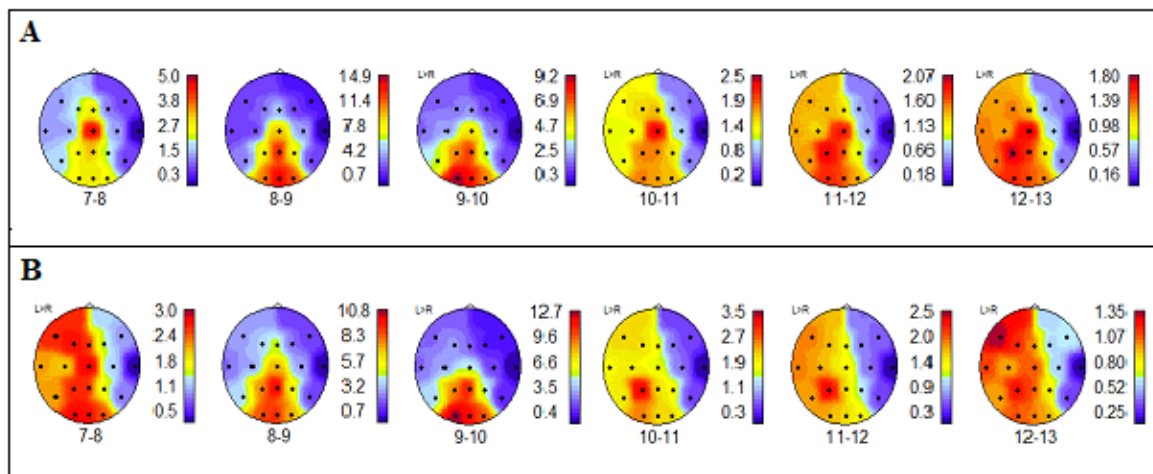 A
L>R L>R L>R L>R
5.0 14.9 9.2 2.5 2.07 1.80
3.8 11.4 6.9 1.9 1.60 1.39
2.7 7.8 4.7 1.4 1.13 0.98
1.5 4.2 2.5 0.8 0.66 0.57
0.3 0.7 0.3 0.2 0.18 0.16
7-8 8-9 9-10 10-11 11-12 12-13
B
L>R L>R L>R L>R L>R
3.0 10.8 12.7 3.5 2.5 1.35
2.4 8.3 9.6 2.7 2.0 1.07
1.8 5.7 6.6 1.9 1.4 0.80
1.1 3.2 3.5 1.1 0.9 0.52
0.5 0.7 0.4 0.3 0.3 0.25
7-8 8-9 9-10 10-11 11-12 12-13